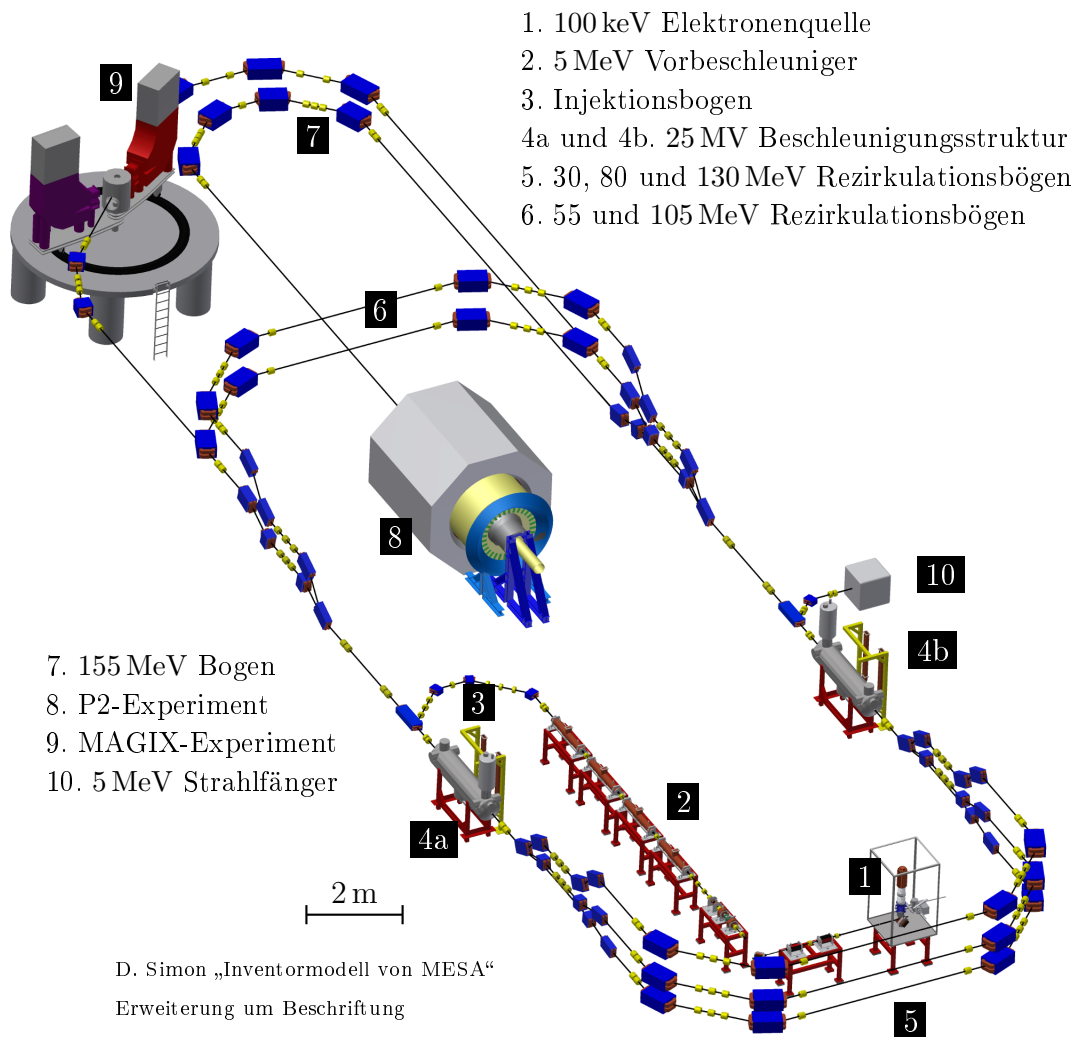 1. 100 keV Elektronenquelle
2. 5 MeV Vorbeschleuniger
3. Injektionsbogen
4a und 4b. 25 MV Beschleunigungsstruktur
5. 30, 80 und 130 MeV Rezirkulationsbögen
6. 55 und 105 MeV Rezirkulationsbögen
9
7
6
8
10
4b
7. 155 MeV Bogen
8. P2-Experiment
9. MAGIX-Experiment
10. 5 MeV Strahlfänger
3
2
4a
1
2 m
5
D. Simon „Inventormodell von MESA“
Erweiterung um Beschriftung